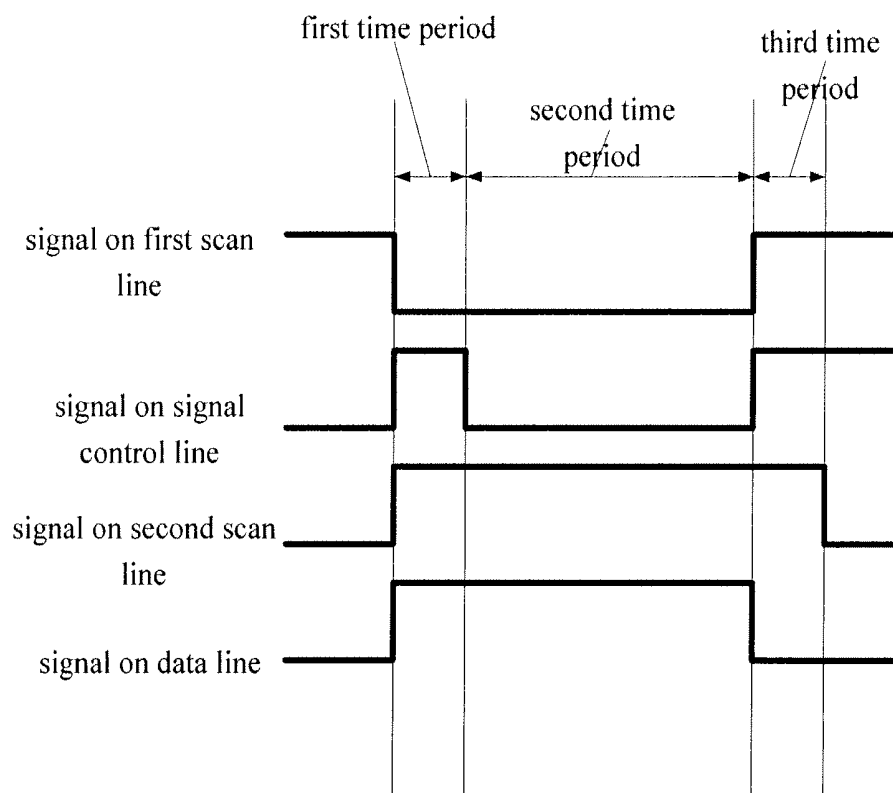 first time period
third time
period
second time
period
signal on first scan
line
signal on signal
control line
signal on second scan
line
signal on data line